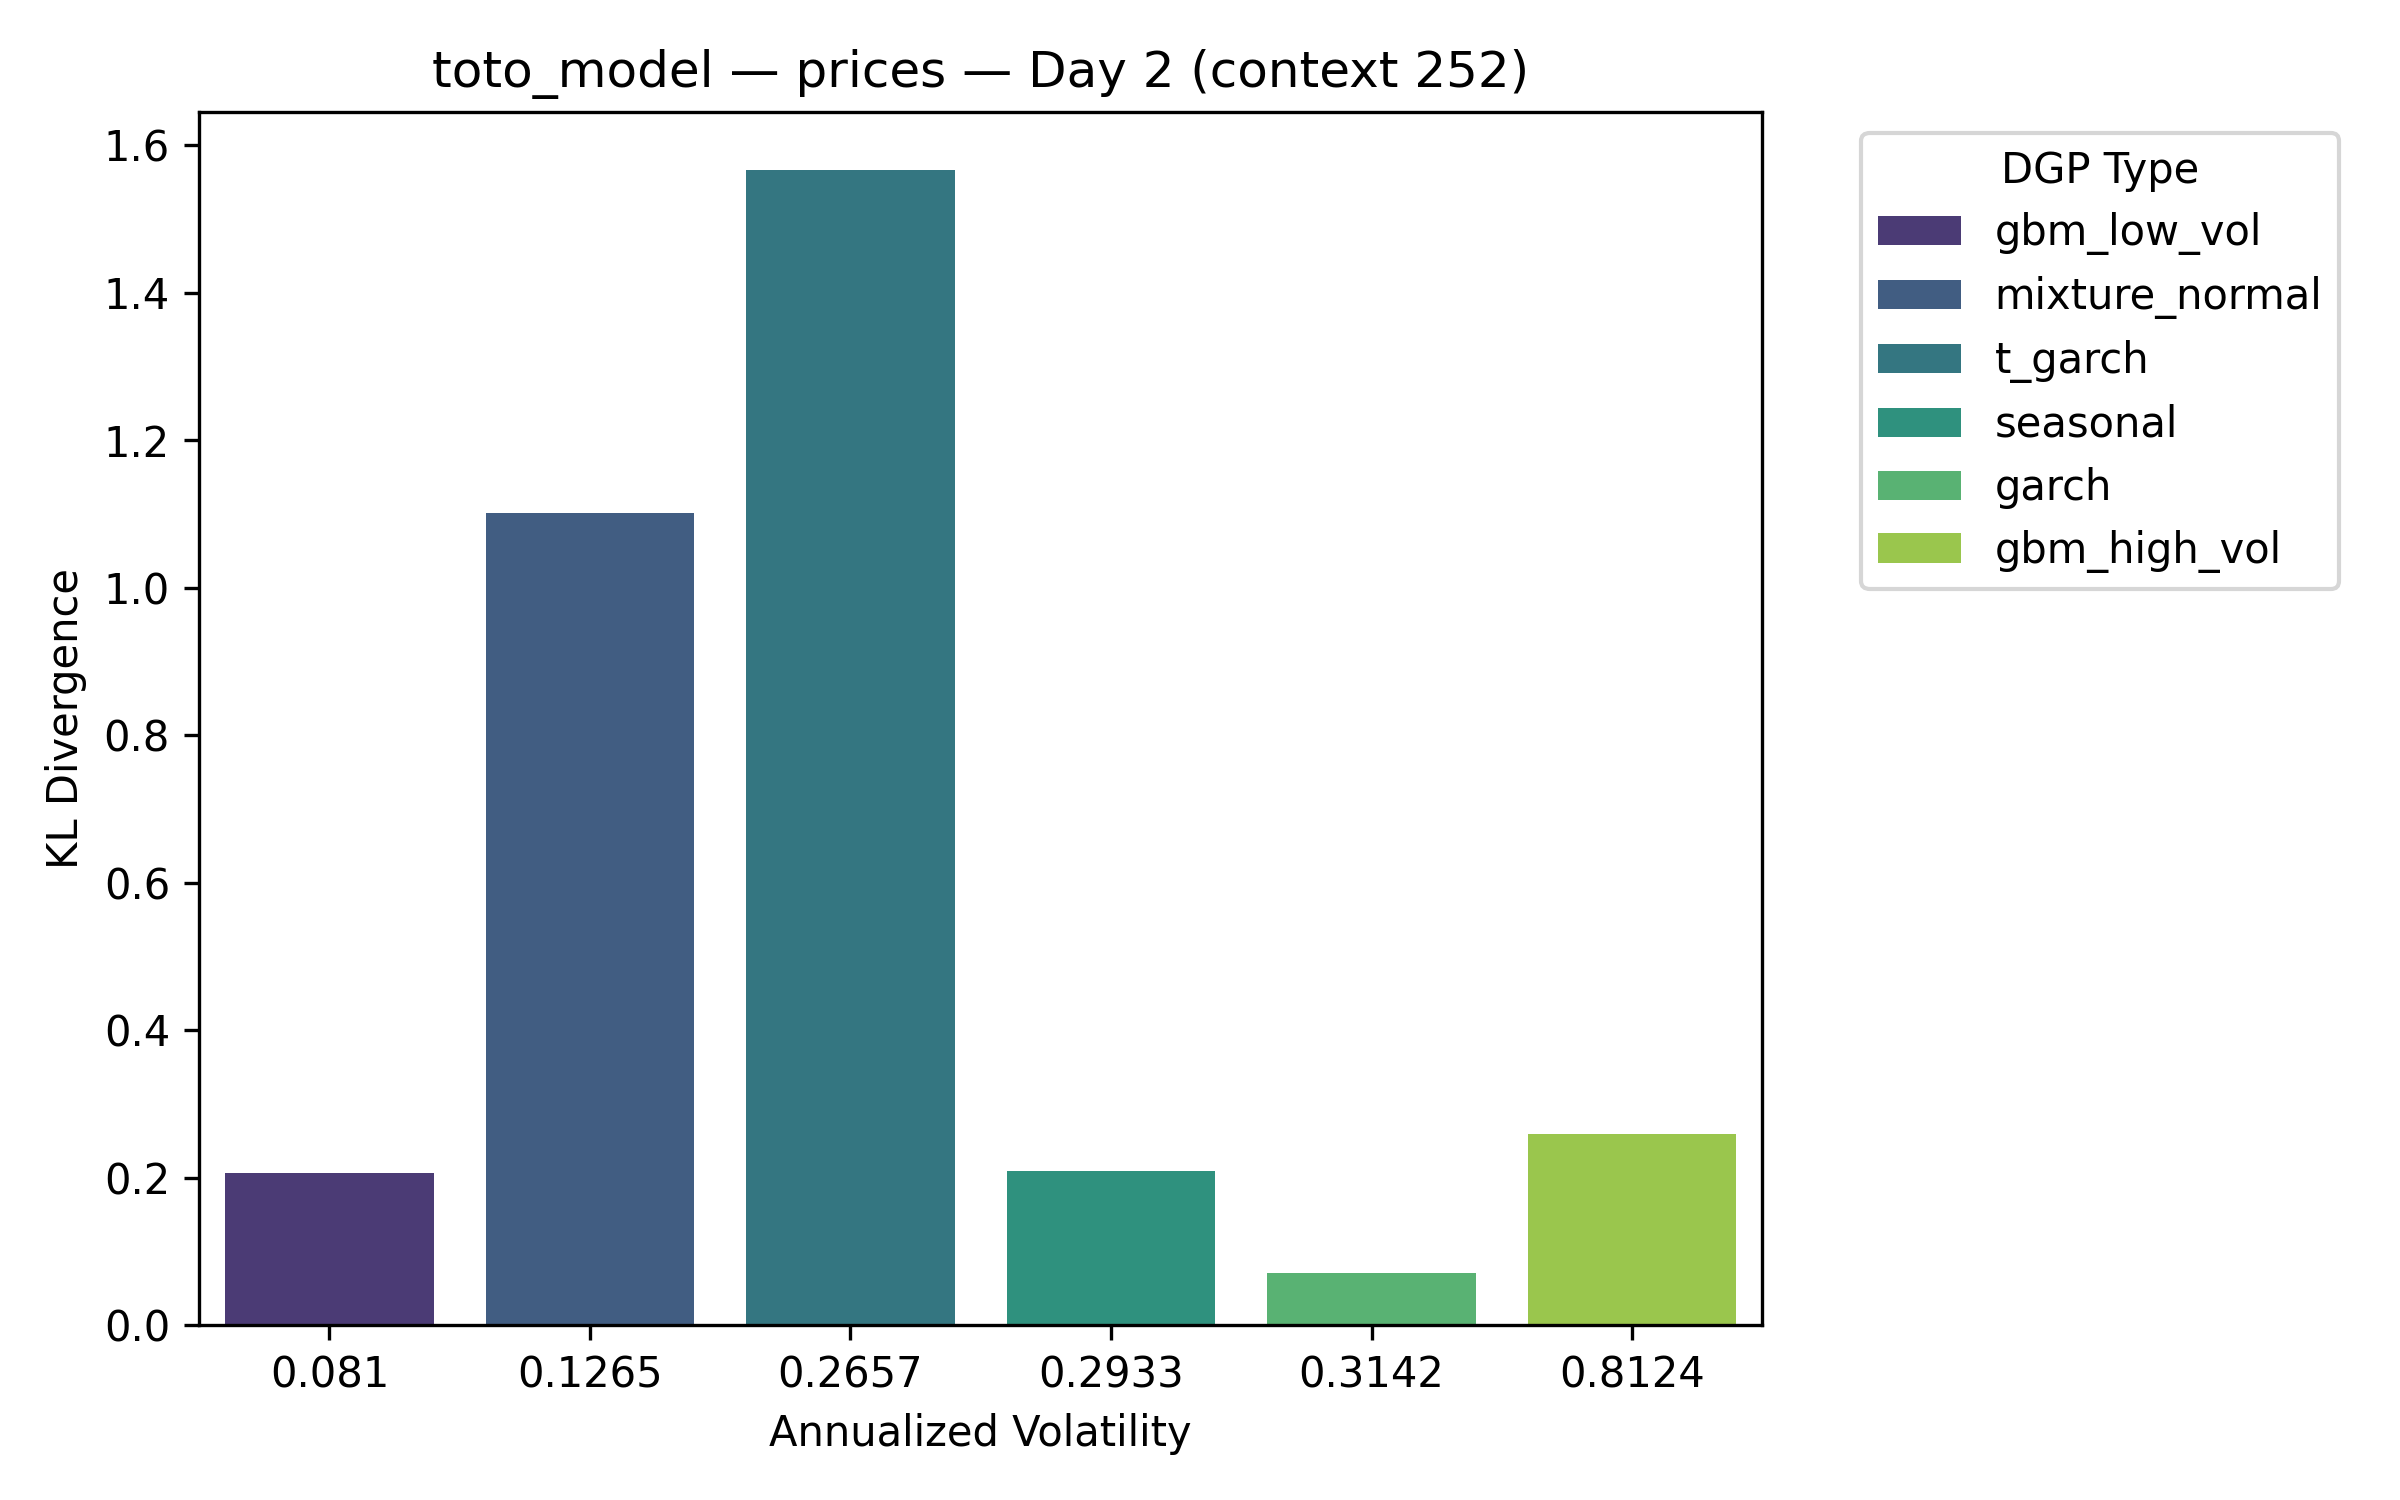 toto_model — prices — Day 2 (context 252)
1.6
1.4
1.2
1.0
0.8
0.6
0.4
0.2
0.0
KL Divergence
0.081
0.1265
0.2657
0.2933
0.3142
0.8124
Annualized Volatility
DGP Type
gbm_low_vol
mixture_normal
t_garch
seasonal
garch
gbm_high_vol